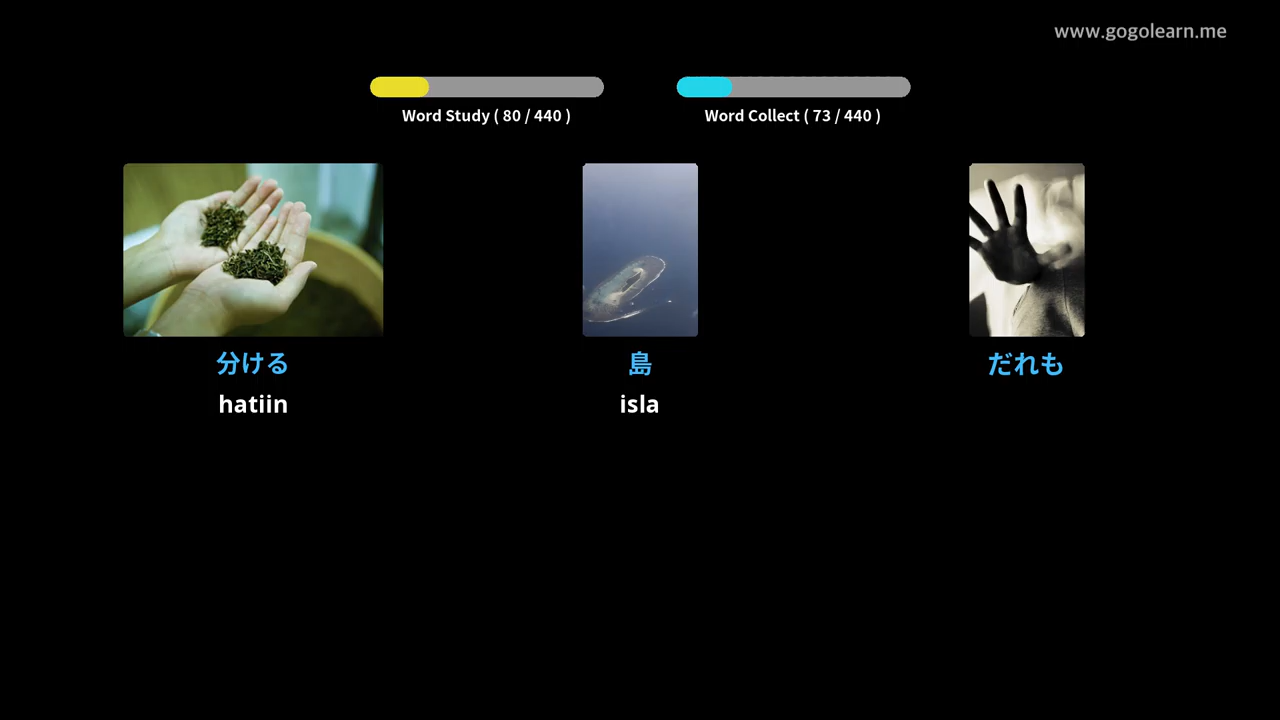 www.gogolearn.me
Word Study ( 80 / 440 )
Word Collect ( 73 / 440 )
分ける
島
だれも
hatiin
isla